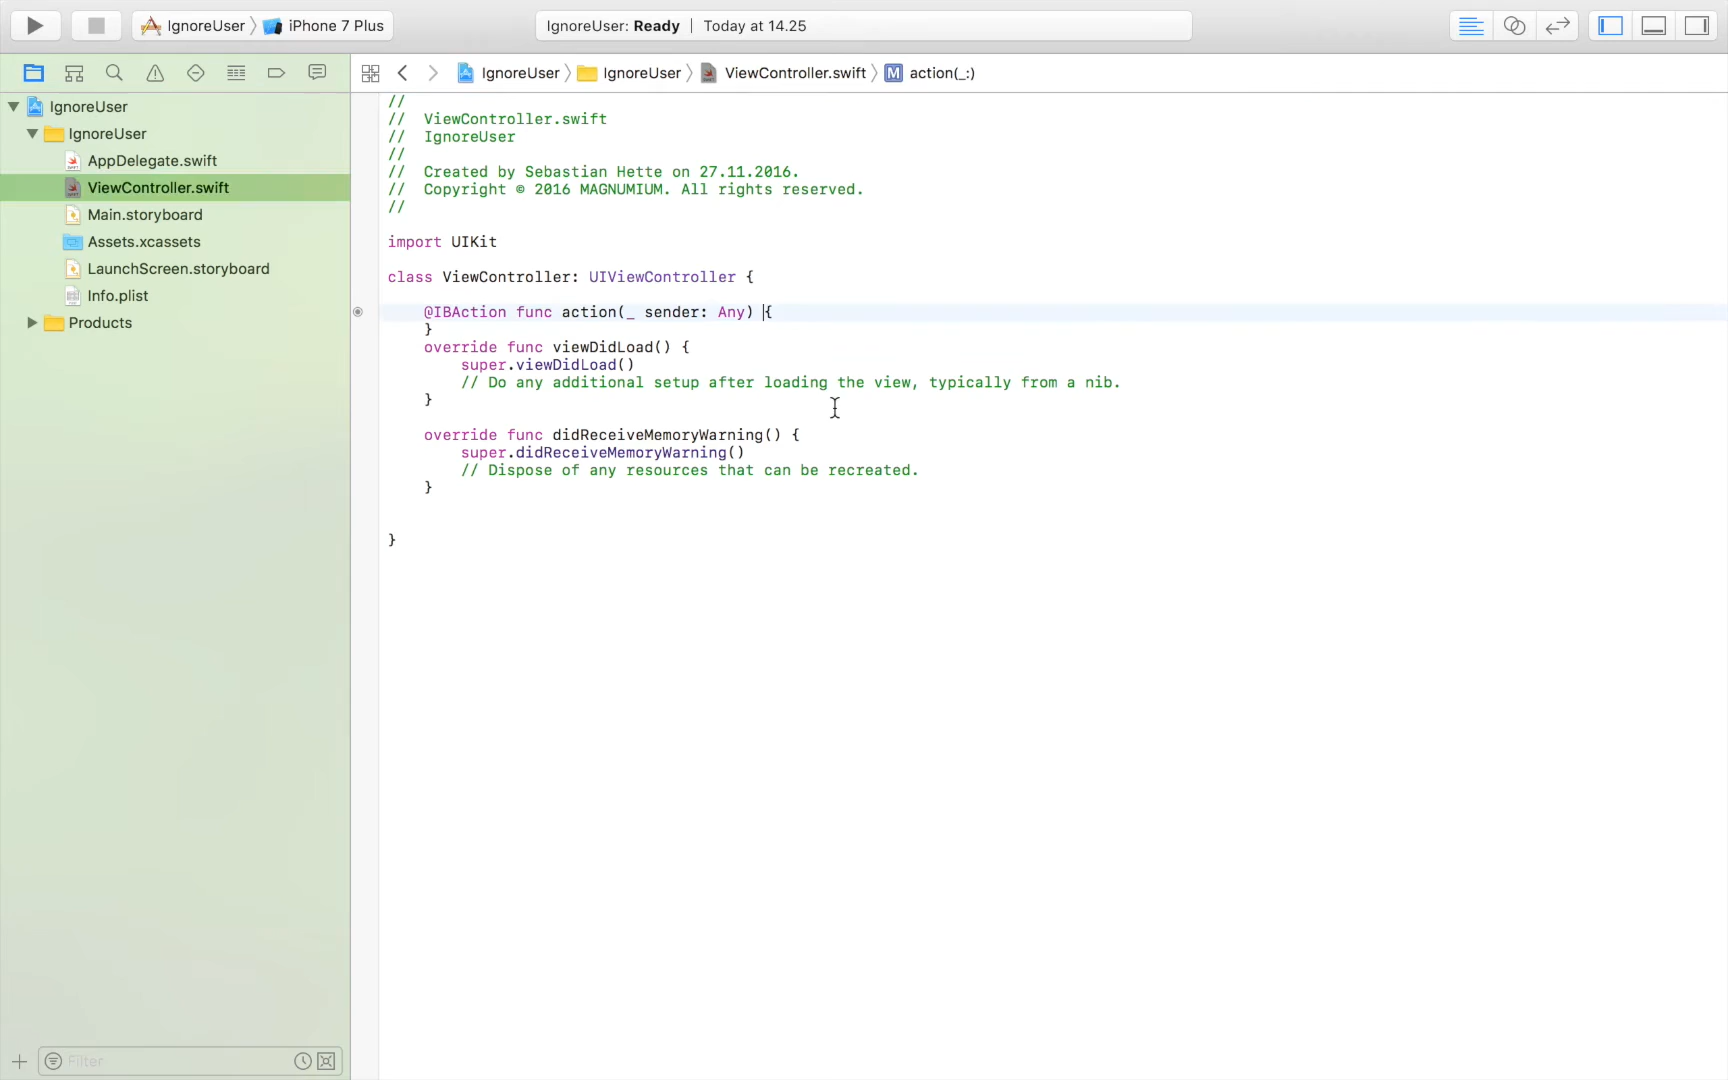 IgnoreUser iPhone 7 Plus
IgnoreUser: Ready | Today at 14.25
IgnoreUser IgnoreUser ViewController.swift M action(_:)
IgnoreUser
IgnoreUser
AppDelegate.swift
ViewController.swift
Main.storyboard
Assets.xcassets
LaunchScreen.storyboard
Info.plist
Products
//
// ViewController.swift
// IgnoreUser
//
// Created by Sebastian Hette on 27.11.2016.
// Copyright © 2016 MAGNUMIUM. All rights reserved.
//
import UIKit
class ViewController: UIViewController {
@IBAction func action(_ sender: Any) {
}
override func viewDidLoad() {
super.viewDidLoad()
// Do any additional setup after loading the view, typically from a nib.
}
override func didReceiveMemoryWarning() {
super.didReceiveMemoryWarning()
// Dispose of any resources that can be recreated.
}
}
Filter